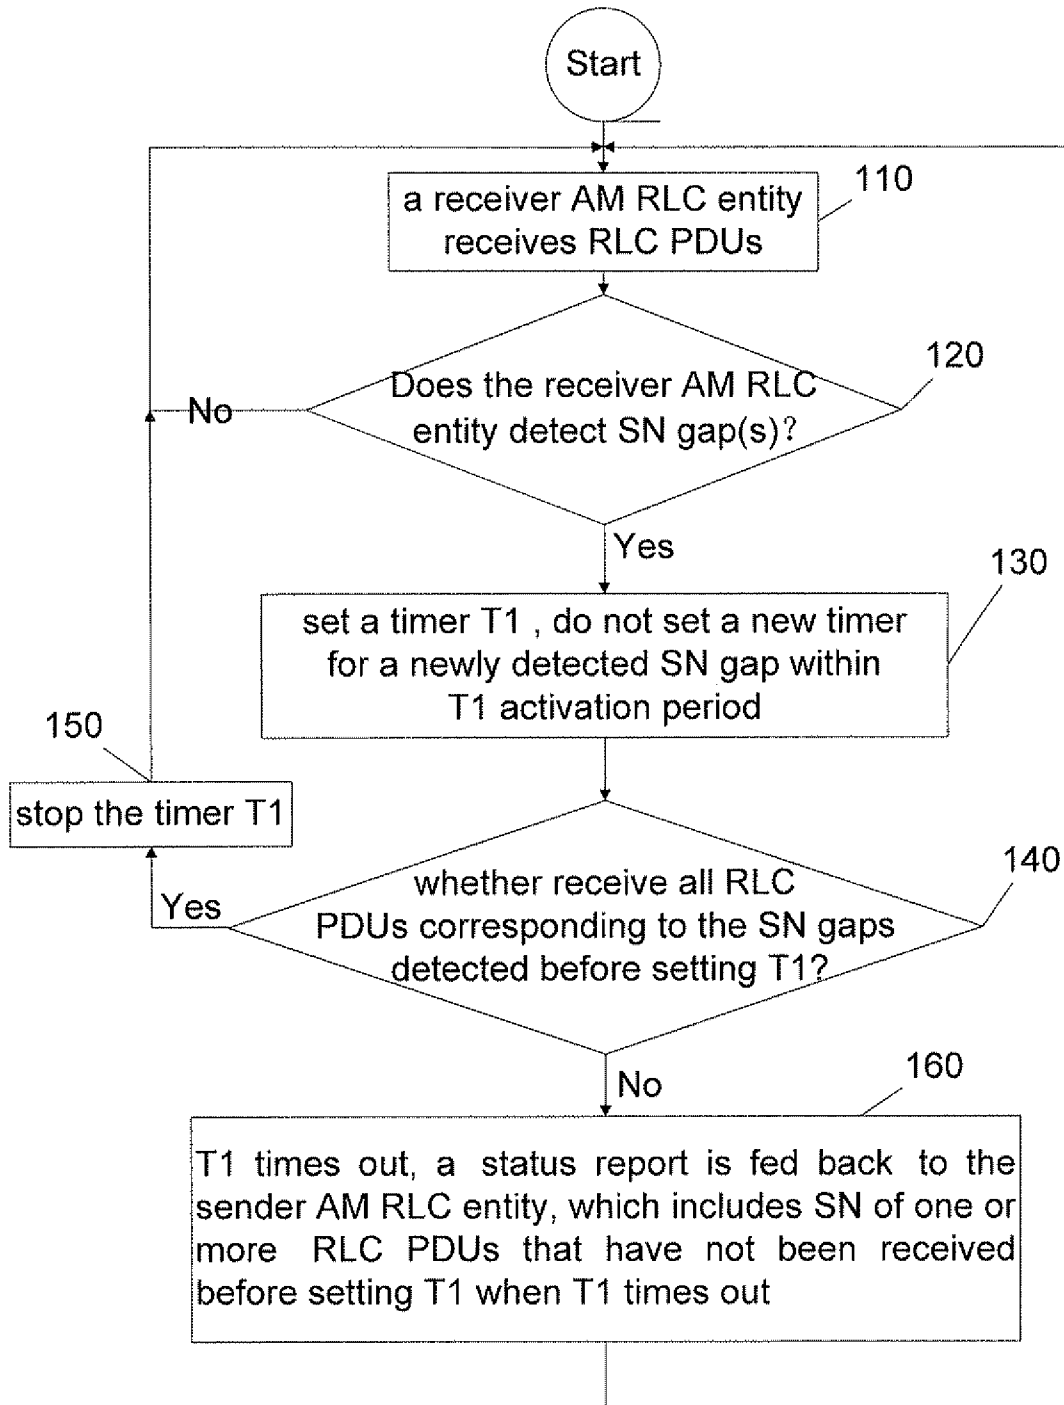 Start
a receiver AM RLC entity
receives RLC PDUs
110
Does the receiver AM RLC
entity detect SN gap(s)?
120
No
Yes
set a timer T1 , do not set a new timer
for a newly detected SN gap within
T1 activation period
130
150
stop the timer T1
Yes
whether receive all RLC
PDUs corresponding to the SN gaps
detected before setting T1?
140
No
160
T1 times out, a status report is fed back to the
sender AM RLC entity, which includes SN of one or
more RLC PDUs that have not been received
before setting T1 when T1 times out